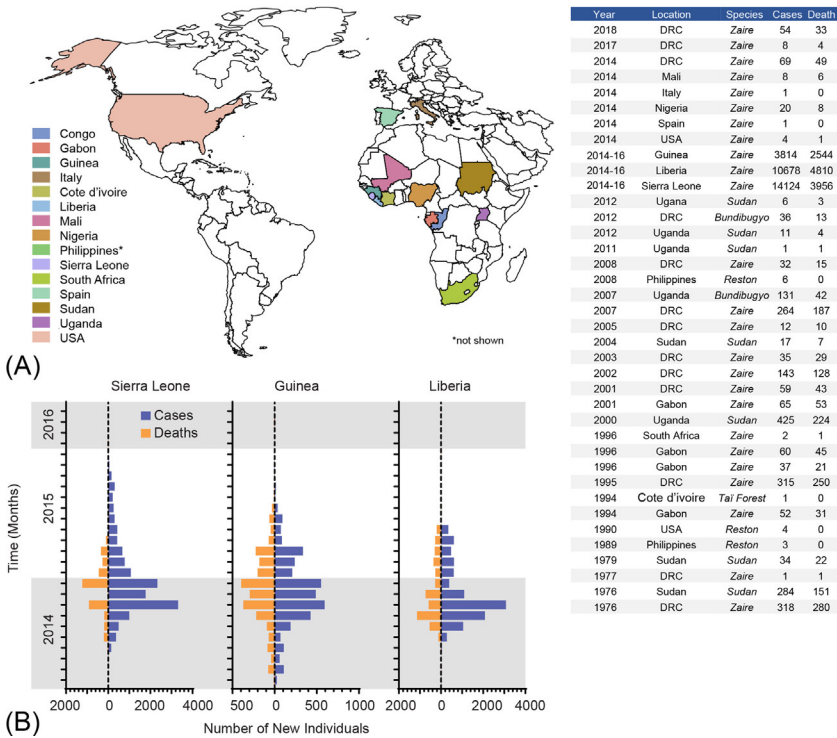 Congo
Gabon
Guinea
Italy
Cote d'ivoire
Liberia
Mali
Nigeria
Philippines*
Sierra Leone
South Africa
Spain
Sudan
Uganda
USA
*not shown
(A)
Year Location Species Cases Death
2018 DRC Zaire 54 33
2017 DRC Zaire 8 4
2014 DRC Zaire 69 49
2014 Mali Zaire 8 6
2014 Italy Zaire 1 0
2014 Nigeria Zaire 20 8
2014 Spain Zaire 1 0
2014 USA Zaire 4 1
2014-16 Guinea Zaire 3814 2544
2014-16 Liberia Zaire 10678 4810
2014-16 Sierra Leone Zaire 14124 3956
2012 Ugana Sudan 6 3
2012 DRC Bundibugyo 36 13
2012 Uganda Sudan 11 4
2011 Uganda Sudan 1 1
2008 DRC Zaire 32 15
2008 Philippines Reston 6 0
2007 Uganda Bundibugyo 131 42
2007 DRC Zaire 264 187
2005 DRC Zaire 12 10
2004 Sudan Sudan 17 7
2003 DRC Zaire 35 29
2002 DRC Zaire 143 128
2001 DRC Zaire 59 43
2001 Gabon Zaire 65 53
2000 Uganda Sudan 425 224
1996 South Africa Zaire 2 1
1996 Gabon Zaire 60 45
1996 Gabon Zaire 37 21
1995 DRC Zaire 315 250
1994 Cote d'ivoire Taï Forest 1 0
1994 Gabon Zaire 52 31
1990 USA Reston 4 0
1989 Philippines Reston 3 0
1979 Sudan Sudan 34 22
1977 DRC Zaire 1 1
1976 Sudan Sudan 284 151
1976 DRC Zaire 318 280
Sierra Leone Guinea Liberia
Cases
Deaths
Time (Months)
2016
2015
2014
2000 0 2000 4000 500 0 500 1000 2000 0 2000 4000
Number of New Individuals
(B)